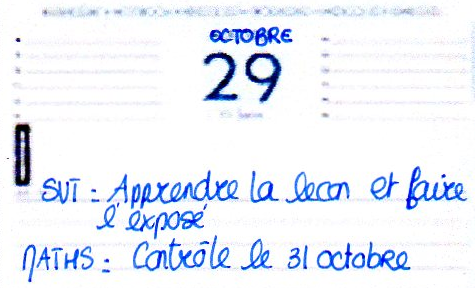 OCTOBRE
29
SVT : Apprendre la leçon et faire
l'exposé
MATHS : Contrôle le 31 octobre